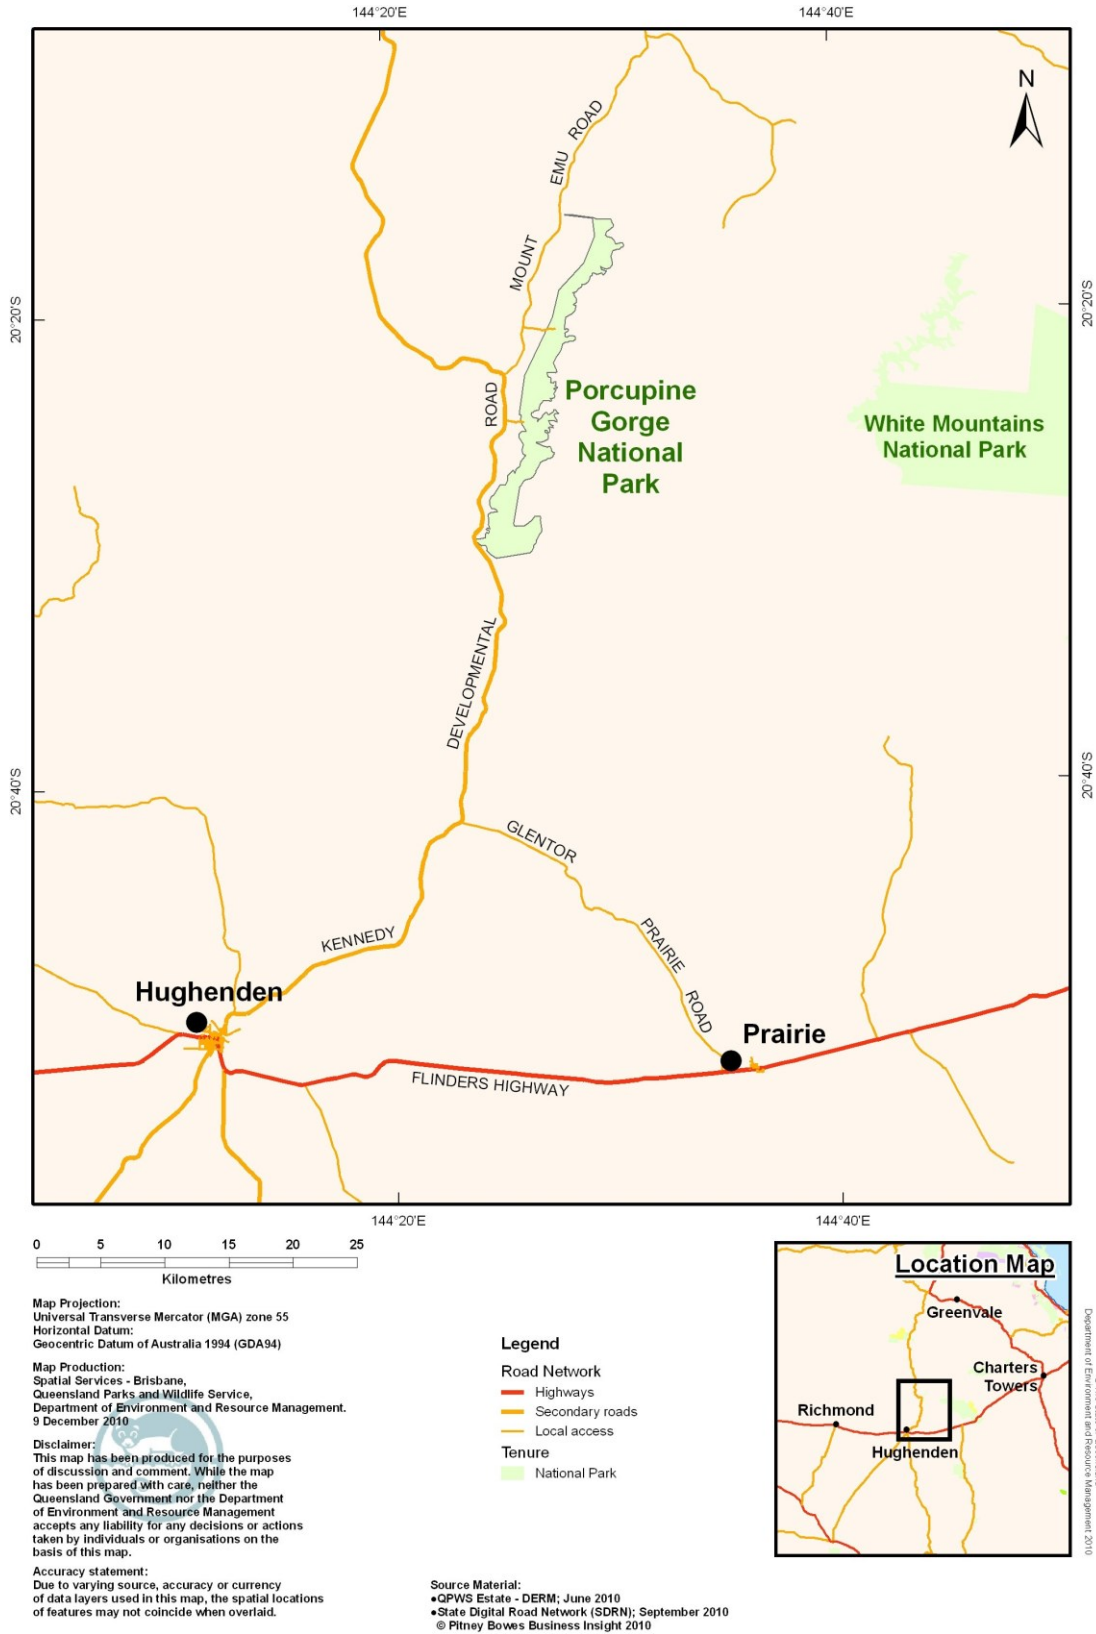 144°20'E
144°40'E
N
EMU ROAD
MOUNT
20°20'S
20°20'S
ROAD
Porcupine
Gorge
National
Park
White Mountains
National Park
DEVELOPMENTAL
20°40'S
20°40'S
GLENTOR
PRAIRIE
ROAD
KENNEDY
Hughenden
Prairie
FLINDERS HIGHWAY
144°20'E
144°40'E
0 5 10 15 20 25
Kilometres
Map Projection:
Universal Transverse Mercator (MGA) zone 55
Horizontal Datum:
Geocentric Datum of Australia 1994 (GDA94)
Map Production:
Spatial Services - Brisbane,
Queensland Parks and Wildlife Service,
Department of Environment and Resource Management.
9 December 2010
Disclaimer:
This map has been produced for the purposes
of discussion and comment. While the map
has been prepared with care, neither the
Queensland Government nor the Department
of Environment and Resource Management
accepts any liability for any decisions or actions
taken by individuals or organisations on the
basis of this map.
Accuracy statement:
Due to varying source, accuracy or currency
of data layers used in this map, the spatial locations
of features may not coincide when overlaid.
Legend
Road Network
Highways
Secondary roads
Local access
Tenure
National Park
Source Material:
●QPWS Estate - DERM; June 2010
●State Digital Road Network (SDRN); September 2010
© Pitney Bowes Business Insight 2010
Location Map
Greenvale
Charters
Towers
Richmond
Hughenden
Department of Environment and Resource Management 2010